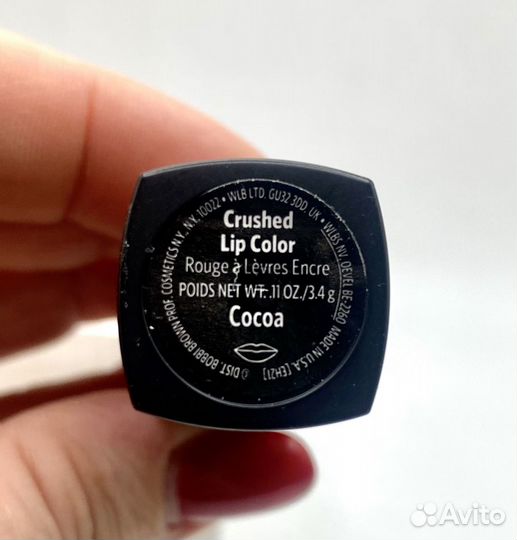 Crushed
Lip Color
Rouge à Lèvres Encre
POIDS NET WT. .11 OZ./3.4 g
Cocoa
DIST. BOBBI BROWN PROF. COSMETICS N.Y., N.Y. 10022 • WLB LTD. GU32 3DD. UK • WLBS NV, OEVEL BE-2260 MADE IN U.S.A. [EH21]
Avito